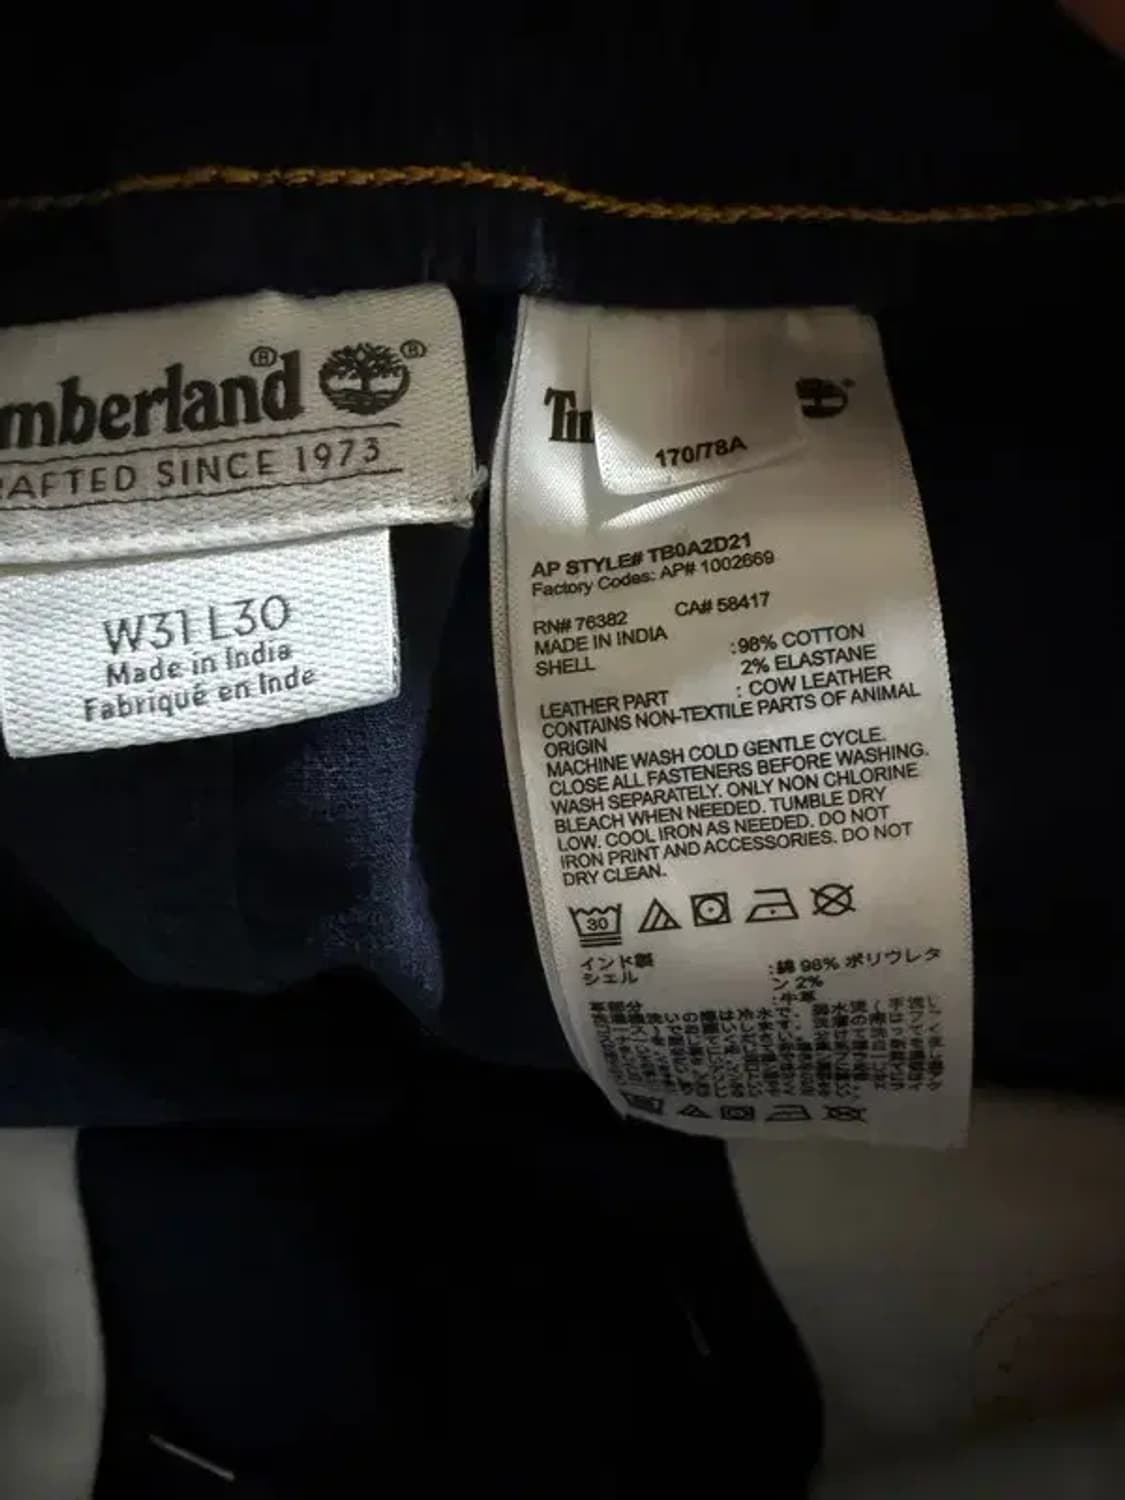 mberland®
®
RAFTED SINCE 1973
W31 L30
Made in India
Fabriqué en Inde
Tim
170/78A
AP STYLE# TB0A2D21
Factory Codes: AP# 1002669
RN# 76382 CA# 58417
MADE IN INDIA
SHELL :98% COTTON
2% ELASTANE
LEATHER PART : COW LEATHER
CONTAINS NON-TEXTILE PARTS OF ANIMAL
ORIGIN
MACHINE WASH COLD GENTLE CYCLE.
CLOSE ALL FASTENERS BEFORE WASHING.
WASH SEPARATELY. ONLY NON CHLORINE
BLEACH WHEN NEEDED. TUMBLE DRY
LOW. COOL IRON AS NEEDED. DO NOT
IRON PRINT AND ACCESSORIES. DO NOT
DRY CLEAN.
30
インド製
シェル :綿 98% ポリウレタ
ン 2%
革部分 :牛革